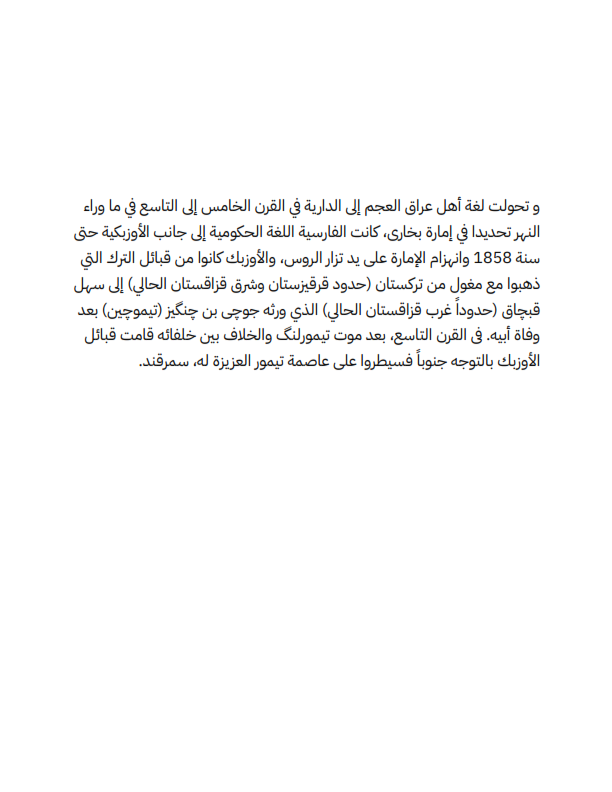 و تحولت لغة أهل عراق العجم إلى الدارية في القرن الخامس إلى التاسع في ما وراء
النهر تحديدا في إمارة بخارى، كانت الفارسية اللغة الحكومية إلى جانب الأوزبكية حتى
سنة 1858 وانهزام الإمارة على يد تزار الروس، والأوزبك كانوا من قبائل الترك التي
ذهبوا مع مغول من تركستان (حدود قرقيزستان وشرق قزاقستان الحالي) إلى سهل
قبچاق (حدوداً غرب قزاقستان الحالي) الذي ورثه جوچى بن چنگيز (تيموچين) بعد
وفاة أبيه. فى القرن التاسع، بعد موت تيمورلنگ والخلاف بين خلفائه قامت قبائل
الأوزبك بالتوجه جنوباً فسيطروا على عاصمة تيمور العزيزة له، سمرقند.